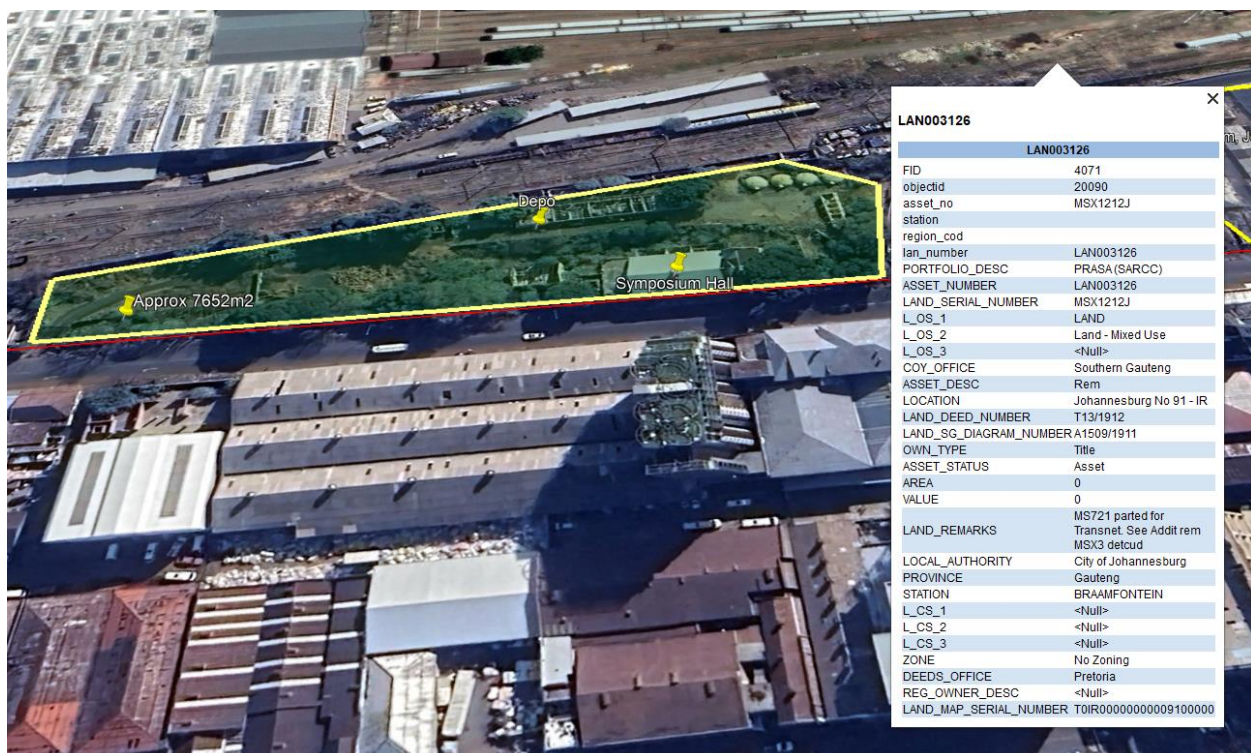 Depo
Symposium Hall
Approx 7652m2
LAN003126
LAN003126
FID 4071
objectid 20090
asset_no MSX1212J
station
region_cod
lan_number LAN003126
PORTFOLIO_DESC PRASA (SARCC)
ASSET_NUMBER LAN003126
LAND_SERIAL_NUMBER MSX1212J
L_OS_1 LAND
L_OS_2 Land - Mixed Use
L_OS_3 <Null>
COY_OFFICE Southern Gauteng
ASSET_DESC Rem
LOCATION Johannesburg No 91 - IR
LAND_DEED_NUMBER T13/1912
LAND_SG_DIAGRAM_NUMBER A1509/1911
OWN_TYPE Title
ASSET_STATUS Asset
AREA 0
VALUE 0
LAND_REMARKS MS721 parted for
Transnet. See Addit rem
MSX3 detcud
LOCAL_AUTHORITY City of Johannesburg
PROVINCE Gauteng
STATION BRAAMFONTEIN
L_CS_1 <Null>
L_CS_2 <Null>
L_CS_3 <Null>
ZONE No Zoning
DEEDS_OFFICE Pretoria
REG_OWNER_DESC <Null>
LAND_MAP_SERIAL_NUMBER T0IR00000000009100000